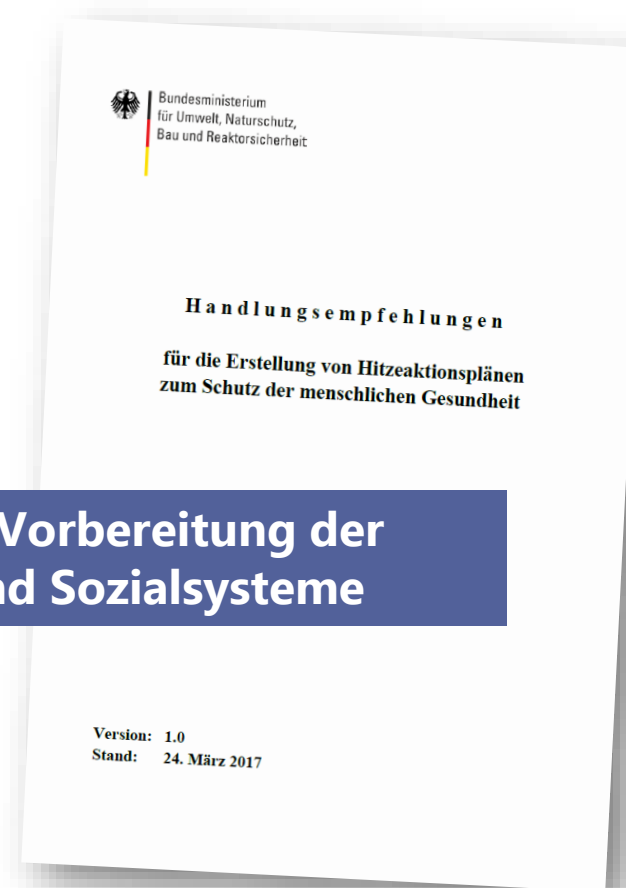 Bundesministerium
für Umwelt, Naturschutz,
Bau und Reaktorsicherheit
Handlungsempfehlungen
für die Erstellung von Hitzeaktionsplänen
zum Schutz der menschlichen Gesundheit
Vorbereitung der
nd Sozialsysteme
Version: 1.0
Stand: 24. März 2017